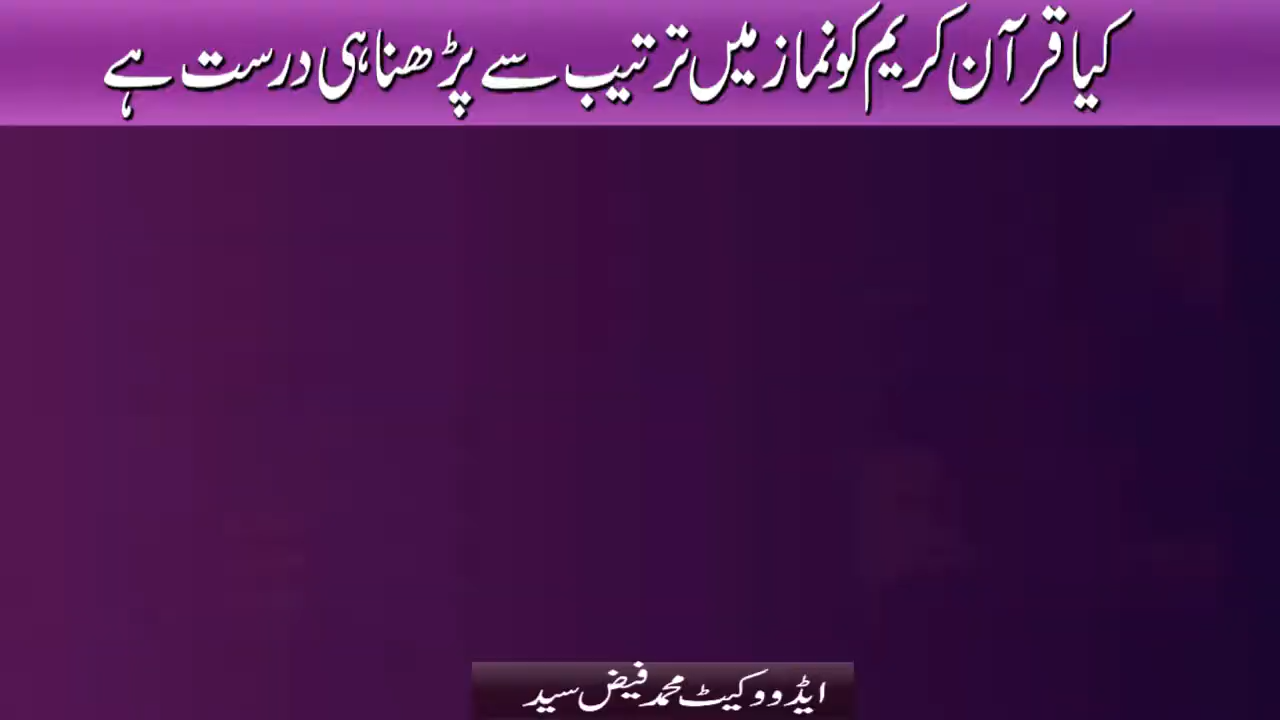 کیا قرآن کریم کو نماز میں ترتیب سے پڑھنا ہی درست ہے
ایڈووکیٹ محمد فیض سید